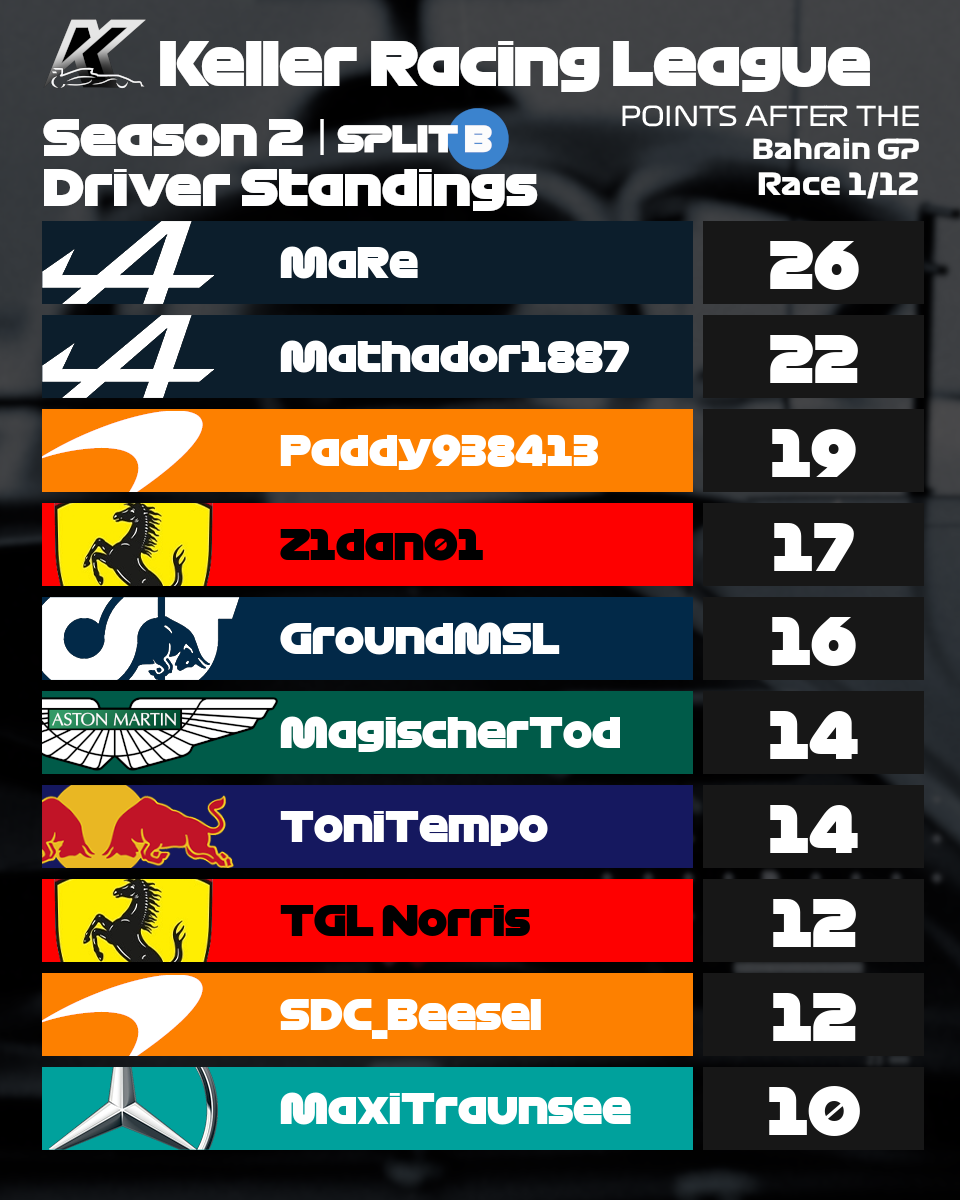 Keller Racing League
Season 2 | SPLIT B
Driver Standings
POINTS AFTER THE
Bahrain GP
Race 1/12
MaRe 26
Mathador1887 22
Paddy938413 19
Z1dan01 17
GroundMSL 16
ASTON MARTIN MagischerTod 14
ToniTempo 14
TGL Norris 12
SDC_Beesel 12
MaxiTraunsee 10